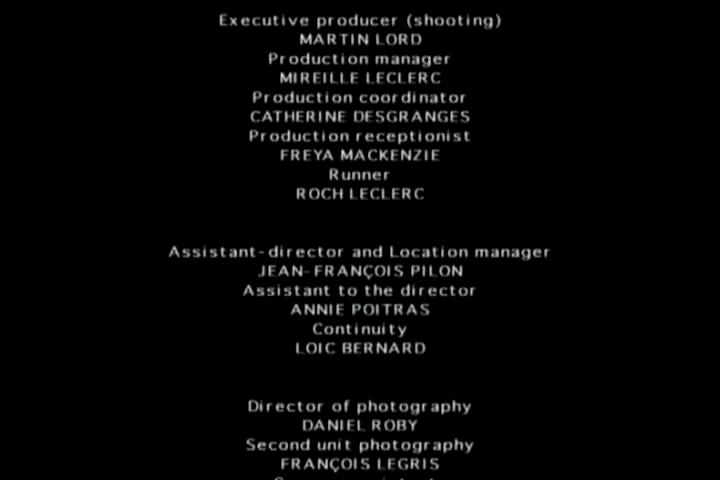 Executive producer (shooting)
MARTIN LORD
Production manager
MIREILLE LECLERC
Production coordinator
CATHERINE DESGRANGES
Production receptionist
FREYA MACKENZIE
Runner
ROCH LECLERC
Assistant-director and Location manager
JEAN-FRANÇOIS PILON
Assistant to the director
ANNIE POITRAS
Continuity
LOIC BERNARD
Director of photography
DANIEL ROBY
Second unit photography
FRANÇOIS LEGRIS